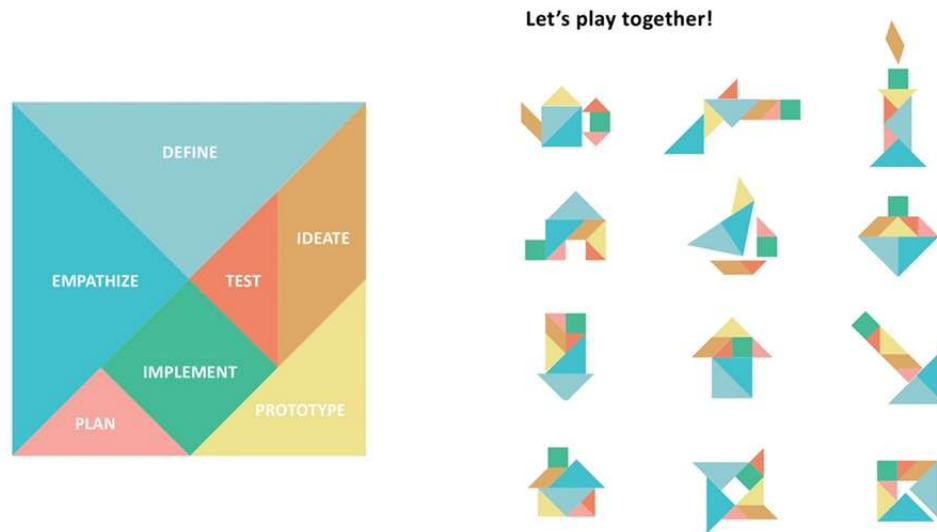 Let's play together!
DEFINE
IDEATE
EMPATHIZE
TEST
IMPLEMENT
PROTOTYPE
PLAN